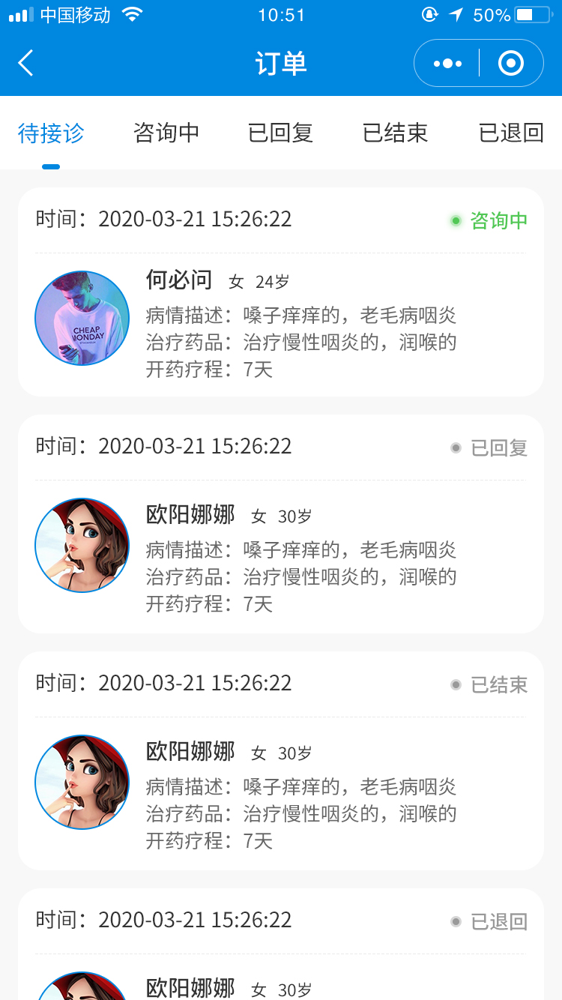 中国移动 10:51 50%
订单
待接诊 咨询中 已回复 已结束 已退回
时间：2020-03-21 15:26:22 咨询中
何必问 女 24岁
CHEAP
MONDAY
病情描述：嗓子痒痒的，老毛病咽炎
治疗药品：治疗慢性咽炎的，润喉的
开药疗程：7天
时间：2020-03-21 15:26:22 已回复
欧阳娜娜 女 30岁
病情描述：嗓子痒痒的，老毛病咽炎
治疗药品：治疗慢性咽炎的，润喉的
开药疗程：7天
时间：2020-03-21 15:26:22 已结束
欧阳娜娜 女 30岁
病情描述：嗓子痒痒的，老毛病咽炎
治疗药品：治疗慢性咽炎的，润喉的
开药疗程：7天
时间：2020-03-21 15:26:22 已退回
欧阳娜娜 女 30岁